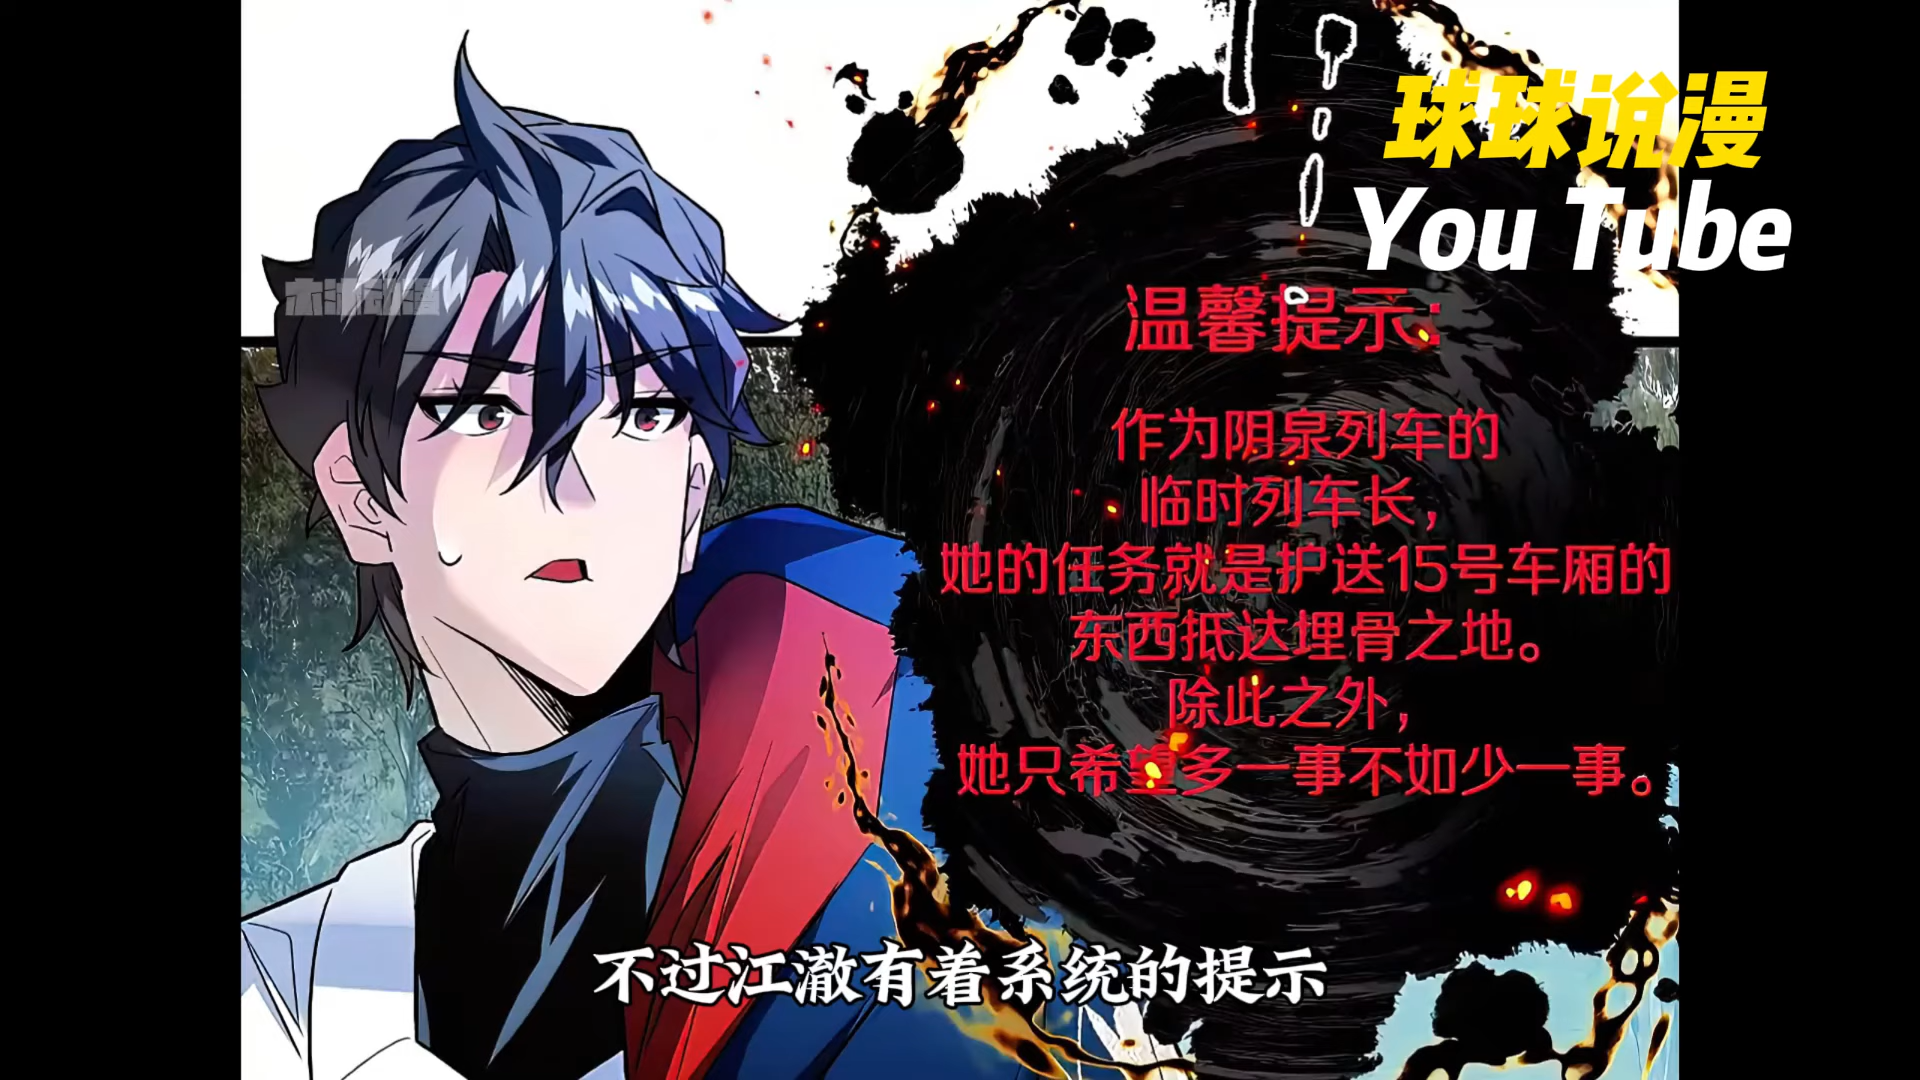 球球说漫
YouTube
温馨提示：
作为阴泉列车的
临时列车长，
她的任务就是护送15号车厢的
东西抵达埋骨之地。
除此之外，
她只希望多一事不如少一事。
不过江澈有着系统的提示